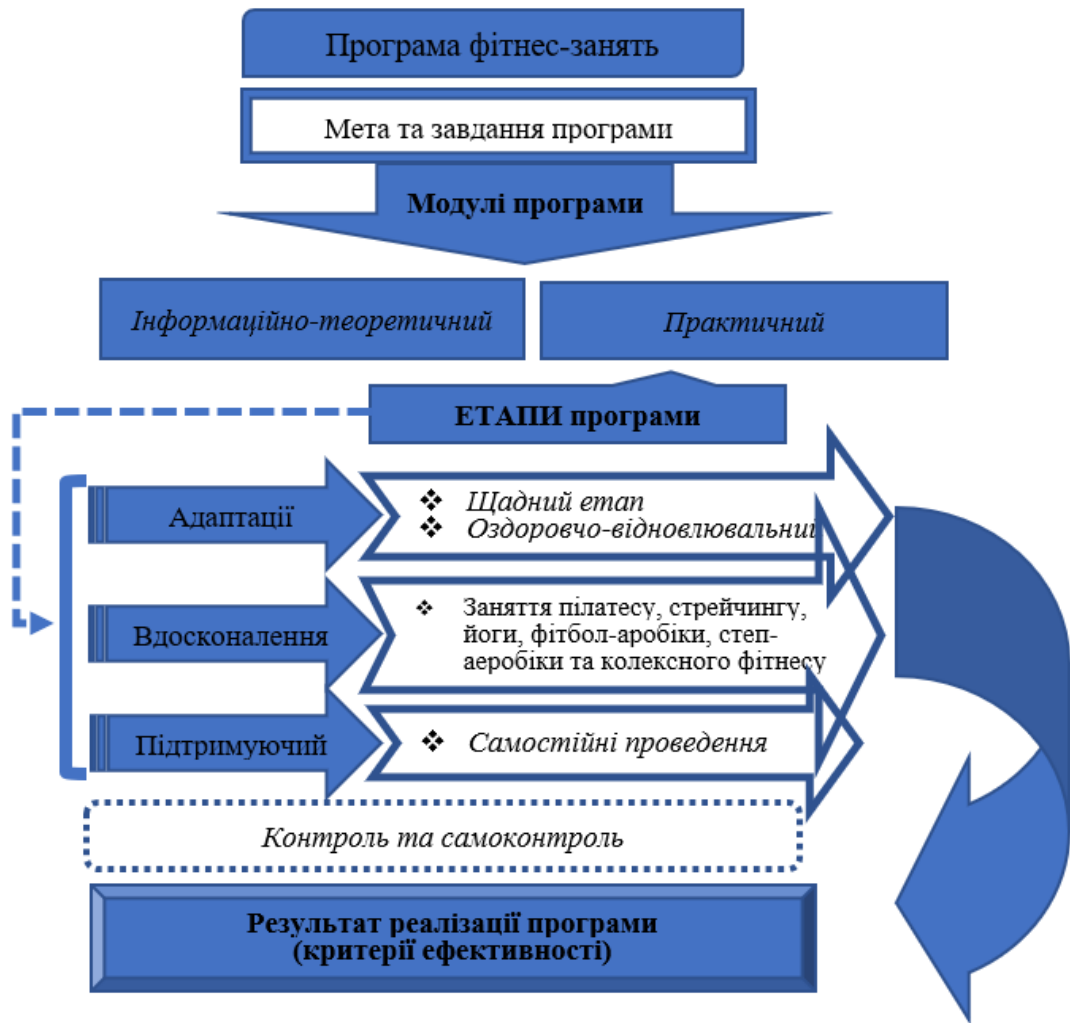 Програма фітнес-занять
Мета та завдання програми
Модулі програми
Інформаційно-теоретичний
Практичний
ЕТАПИ програми
Адаптації
❖ Щадний етап
❖ Оздоровчо-відновлювальний
Вдосконалення
❖ Заняття пілатесу, стрейчингу,
йоги, фітбол-аробіки, степ-
аеробіки та колексного фітнесу
Підтримуючий
❖ Самостійні проведення
Контроль та самоконтроль
Результат реалізації програми
(критерії ефективності)